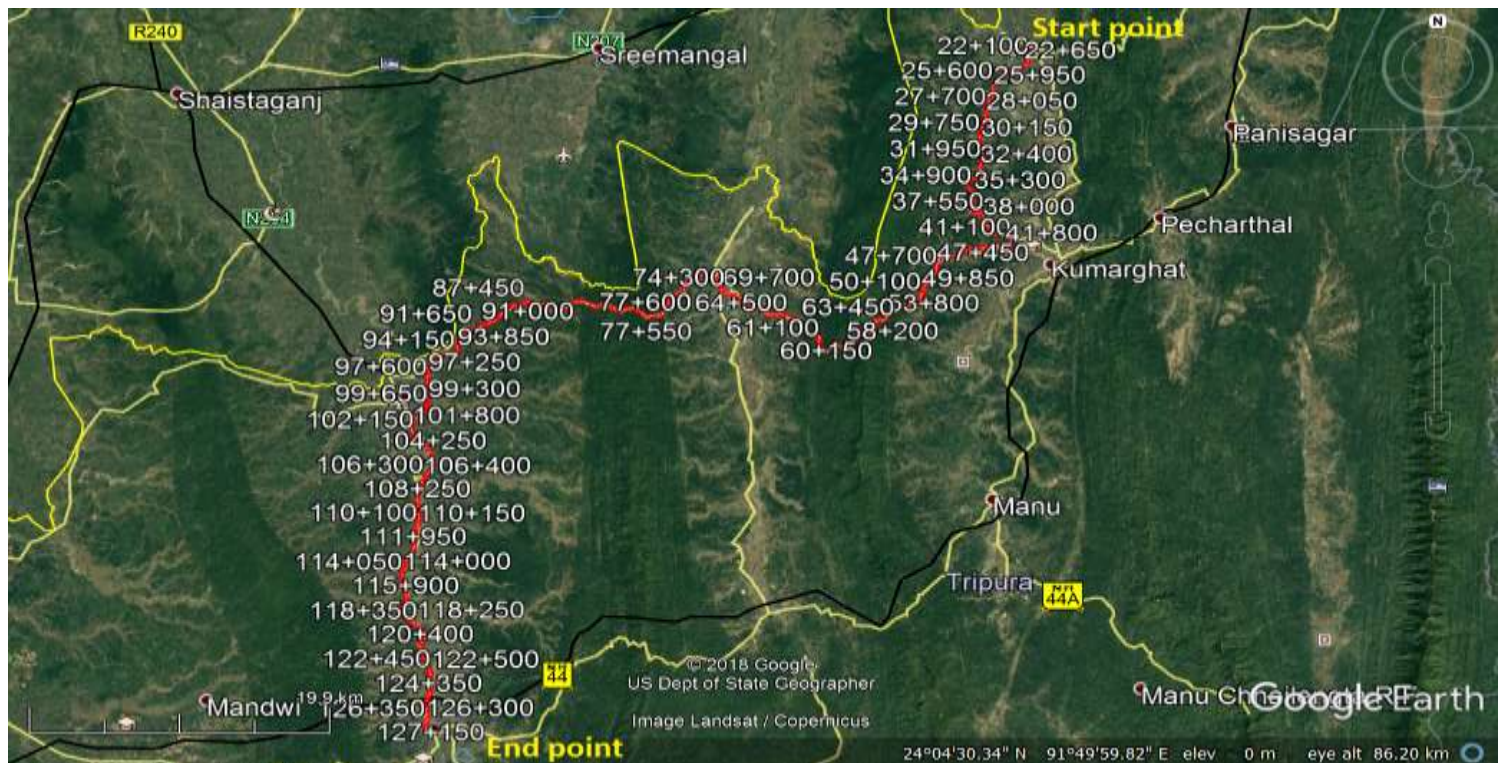 Start point
R240
N207
Sreemangal
22+100 22+650
25+600 25+950
Shaistaganj
27+700 28+050
29+750 30+150
Panisagar
31+950 32+400
34+900 35+300
37+550 38+000
N204
Pecharthal
41+100 41+800
47+700 47+450
Kumarghat
74+300 69+700
50+100 49+850
87+450
77+600 64+500 63+450 53+800
91+650 91+000
77+550 61+100 58+200
94+150 93+850
60+150
97+600 97+250
99+650 99+300
102+150 101+800
104+250
106+300 106+400
108+250
Manu
110+100 110+150
111+950
114+050 114+000
115+900
Tripura
44A
118+350 118+250
120+400
122+450 122+500
© 2018 Google
NH
44
US Dept of State Geographer
124+350
Mandwi
19.9 km
26+350 126+300
Manu
Google Earth
Image Landsat / Copernicus
127+150
End point
24°04'30.34" N 91°49'59.82" E elev 0 m eye alt 86.20 km
N